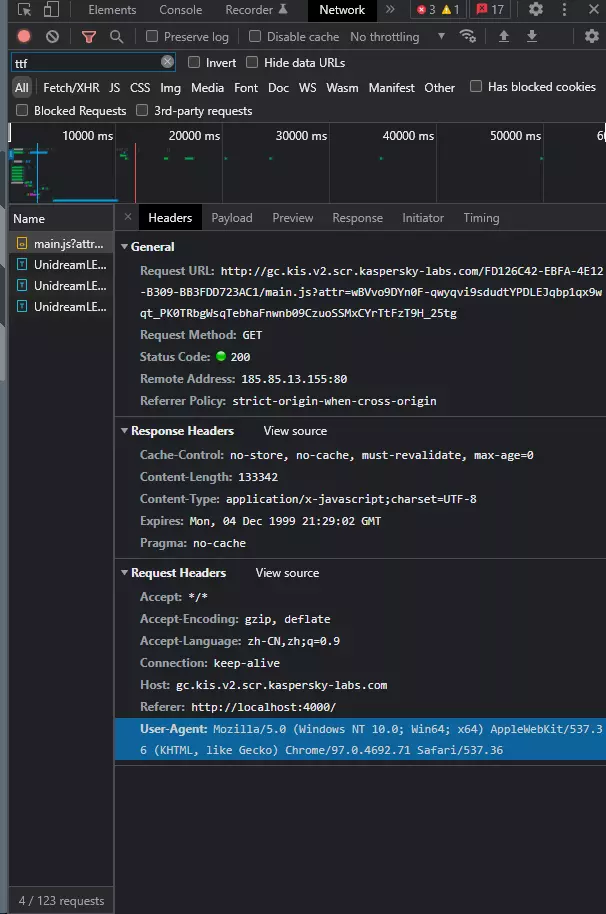 Elements Console Recorder Network » 3 1 17
Preserve log Disable cache No throttling
ttf Invert Hide data URLs
All Fetch/XHR JS CSS Img Media Font Doc WS Wasm Manifest Other Has blocked cookies
Blocked Requests 3rd-party requests
10000 ms 20000 ms 30000 ms 40000 ms 50000 ms 6
Name
main.js?attr...
UnidreamLE...
UnidreamLE...
UnidreamLE...
× Headers Payload Preview Response Initiator Timing
General
Request URL: http://gc.kis.v2.scr.kaspersky-labs.com/FD126C42-EBFA-4E12
-B309-BB3FDD723AC1/main.js?attr=wBVvo9DYn0F-qwyqvi9sdudtYPDLEJqbp1qx9w
qt_PK0TRbgWsqTebhaFnwnb09CzuoSSMxCYrTtFzT9H_25tg
Request Method: GET
Status Code: 200
Remote Address: 185.85.13.155:80
Referrer Policy: strict-origin-when-cross-origin
Response Headers View source
Cache-Control: no-store, no-cache, must-revalidate, max-age=0
Content-Length: 133342
Content-Type: application/x-javascript;charset=UTF-8
Expires: Mon, 04 Dec 1999 21:29:02 GMT
Pragma: no-cache
Request Headers View source
Accept: */*
Accept-Encoding: gzip, deflate
Accept-Language: zh-CN,zh;q=0.9
Connection: keep-alive
Host: gc.kis.v2.scr.kaspersky-labs.com
Referer: http://localhost:4000/
User-Agent: Mozilla/5.0 (Windows NT 10.0; Win64; x64) AppleWebKit/537.3
6 (KHTML, like Gecko) Chrome/97.0.4692.71 Safari/537.36
4 / 123 requests